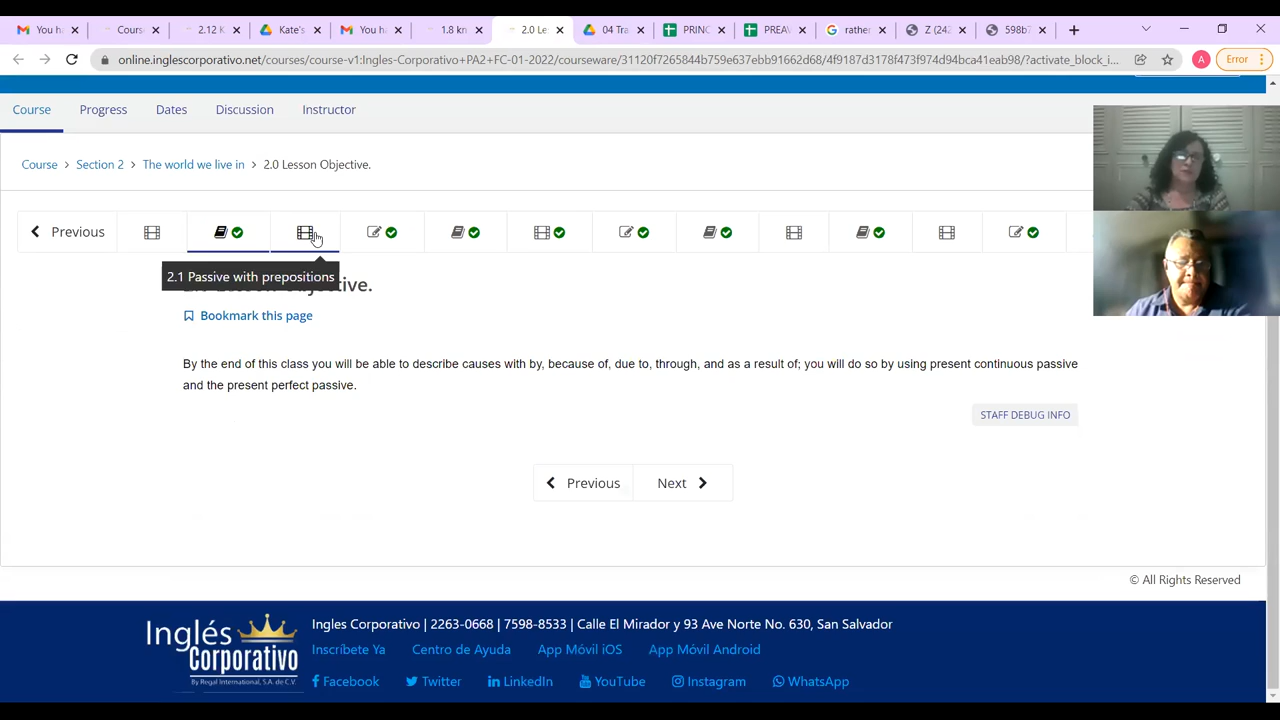 You ha
Cours
2.12 K
Kate's
You ha
1.8 kn
2.0 Le
04 Tra
PRINC
PREAV
rather
Z (242
598b7
online.inglescorporativo.net/courses/course-v1:Ingles-Corporativo+PA2+FC-01-2022/courseware/31120f7265844b759e637ebb91662d68/4f9187d3178f473f974d94bca41eab98/?activate_block_i...
A
Error
Course
Progress
Dates
Discussion
Instructor
Course > Section 2 > The world we live in > 2.0 Lesson Objective.
Previous
2.1 Passive with prepositions
ive.
Bookmark this page
By the end of this class you will be able to describe causes with by, because of, due to, through, and as a result of; you will do so by using present continuous passive
and the present perfect passive.
STAFF DEBUG INFO
Previous
Next
© All Rights Reserved
Inglés Corporativo
By Regal International, S.A. de C.V.
Ingles Corporativo | 2263-0668 | 7598-8533 | Calle El Mirador y 93 Ave Norte No. 630, San Salvador
Inscríbete Ya
Centro de Ayuda
App Móvil iOS
App Móvil Android
Facebook
Twitter
LinkedIn
YouTube
Instagram
WhatsApp